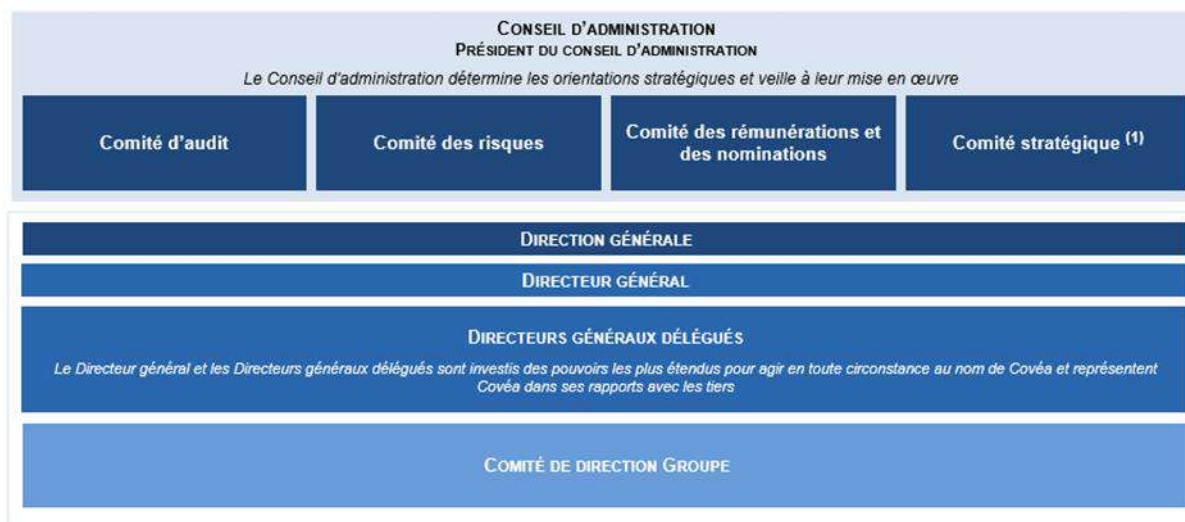 CONSEIL D'ADMINISTRATION
PRÉSIDENT DU CONSEIL D'ADMINISTRATION
Le Conseil d'administration détermine les orientations stratégiques et veille à leur mise en œuvre
Comité d'audit
Comité des risques
Comité des rémunérations et
des nominations
Comité stratégique (1)
DIRECTION GÉNÉRALE
DIRECTEUR GÉNÉRAL
DIRECTEURS GÉNÉRAUX DÉLÉGUÉS
Le Directeur général et les Directeurs généraux délégués sont investis des pouvoirs les plus étendus pour agir en toute circonstance au nom de Covéa et représentent
Covéa dans ses rapports avec les tiers
COMITÉ DE DIRECTION GROUPE